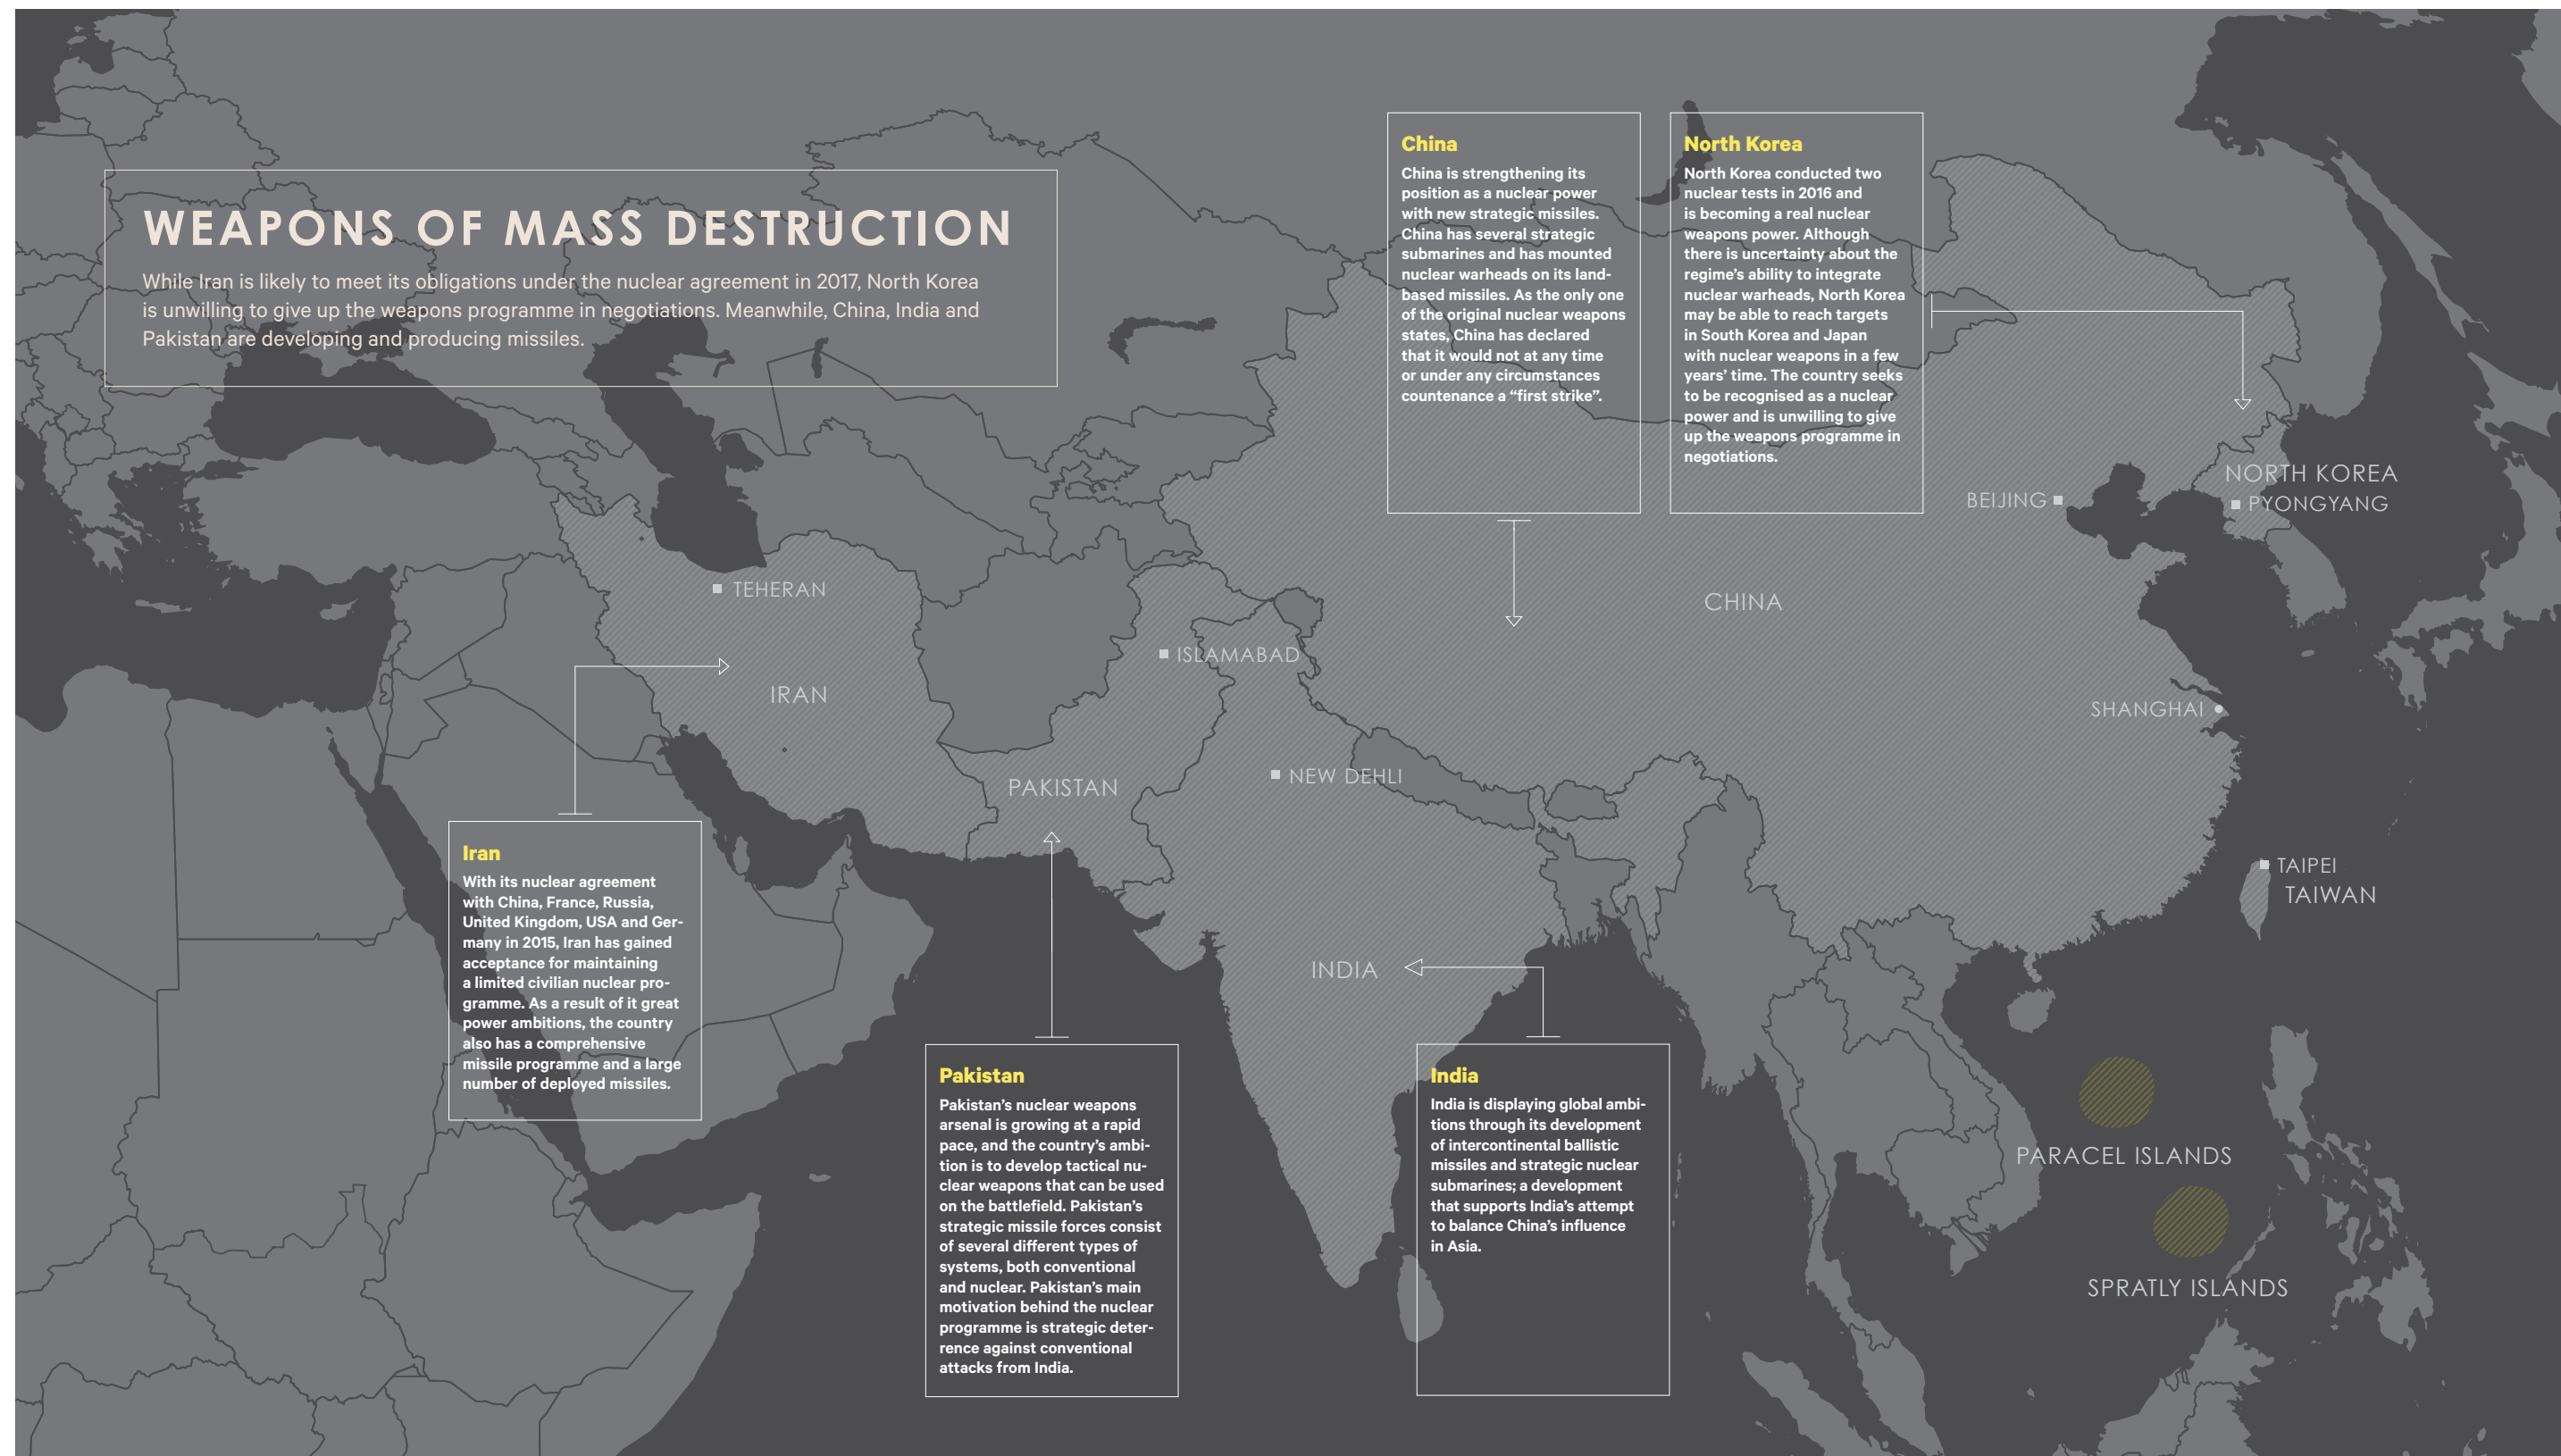 WEAPONS OF MASS DESTRUCTION
While Iran is likely to meet its obligations under the nuclear agreement in 2017, North Korea
is unwilling to give up the weapons programme in negotiations. Meanwhile, China, India and
Pakistan are developing and producing missiles.
China
China is strengthening its
position as a nuclear power
with new strategic missiles.
China has several strategic
submarines and has mounted
nuclear warheads on its land-
based missiles. As the only one
of the original nuclear weapons
states, China has declared
that it would not at any time
or under any circumstances
countenance a “first strike”.
North Korea
North Korea conducted two
nuclear tests in 2016 and
is becoming a real nuclear
weapons power. Although
there is uncertainty about the
regime’s ability to integrate
nuclear warheads, North Korea
may be able to reach targets
in South Korea and Japan
with nuclear weapons in a few
years’ time. The country seeks
to be recognised as a nuclear
power and is unwilling to give
up the weapons programme in
negotiations.
NORTH KOREA
BEIJING
PYONGYANG
TEHERAN
CHINA
ISLAMABAD
IRAN
SHANGHAI
NEW DEHLI
PAKISTAN
TAIPEI
TAIWAN
INDIA
Iran
With its nuclear agreement
with China, France, Russia,
United Kingdom, USA and Ger-
many in 2015, Iran has gained
acceptance for maintaining
a limited civilian nuclear pro-
gramme. As a result of it great
power ambitions, the country
also has a comprehensive
missile programme and a large
number of deployed missiles.
Pakistan
Pakistan’s nuclear weapons
arsenal is growing at a rapid
pace, and the country’s ambi-
tion is to develop tactical nu-
clear weapons that can be used
on the battlefield. Pakistan’s
strategic missile forces consist
of several different types of
systems, both conventional
and nuclear. Pakistan’s main
motivation behind the nuclear
programme is strategic deter-
rence against conventional
attacks from India.
India
India is displaying global ambi-
tions through its development
of intercontinental ballistic
missiles and strategic nuclear
submarines; a development
that supports India’s attempt
to balance China’s influence
in Asia.
PARACEL ISLANDS
SPRATLY ISLANDS